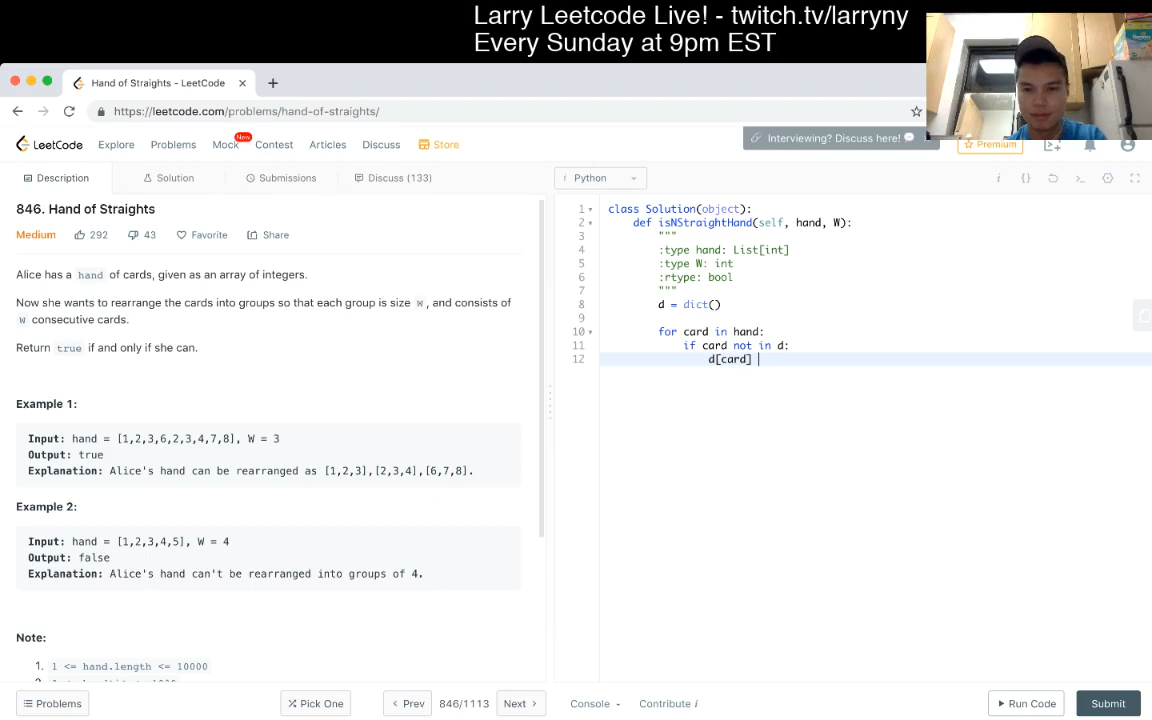 Larry Leetcode Live! - twitch.tv/larryny
Every Sunday at 9pm EST
Hand of Straights - LeetCode
https://leetcode.com/problems/hand-of-straights/
LeetCode
Explore
Problems
Mock
New
Contest
Articles
Discuss
Store
Interviewing? Discuss here!
Premium
Description
Solution
Submissions
Discuss (133)
846. Hand of Straights
Medium
292
43
Favorite
Share
Alice has a hand of cards, given as an array of integers.
Now she wants to rearrange the cards into groups so that each group is size W, and consists of
W consecutive cards.
Return true if and only if she can.
Example 1:
Input: hand = [1,2,3,6,2,3,4,7,8], W = 3
Output: true
Explanation: Alice's hand can be rearranged as [1,2,3],[2,3,4],[6,7,8].
Example 2:
Input: hand = [1,2,3,4,5], W = 4
Output: false
Explanation: Alice's hand can't be rearranged into groups of 4.
Note:
1. 1 <= hand.length <= 10000
i Python
1 class Solution(object):
2 def isNStraightHand(self, hand, W):
3 """
4 :type hand: List[int]
5 :type W: int
6 :rtype: bool
7 """
8 d = dict()
9
10 for card in hand:
11 if card not in d:
12 d[card]
Problems
Pick One
Prev
846/1113
Next
Console
Contribute i
Run Code
Submit